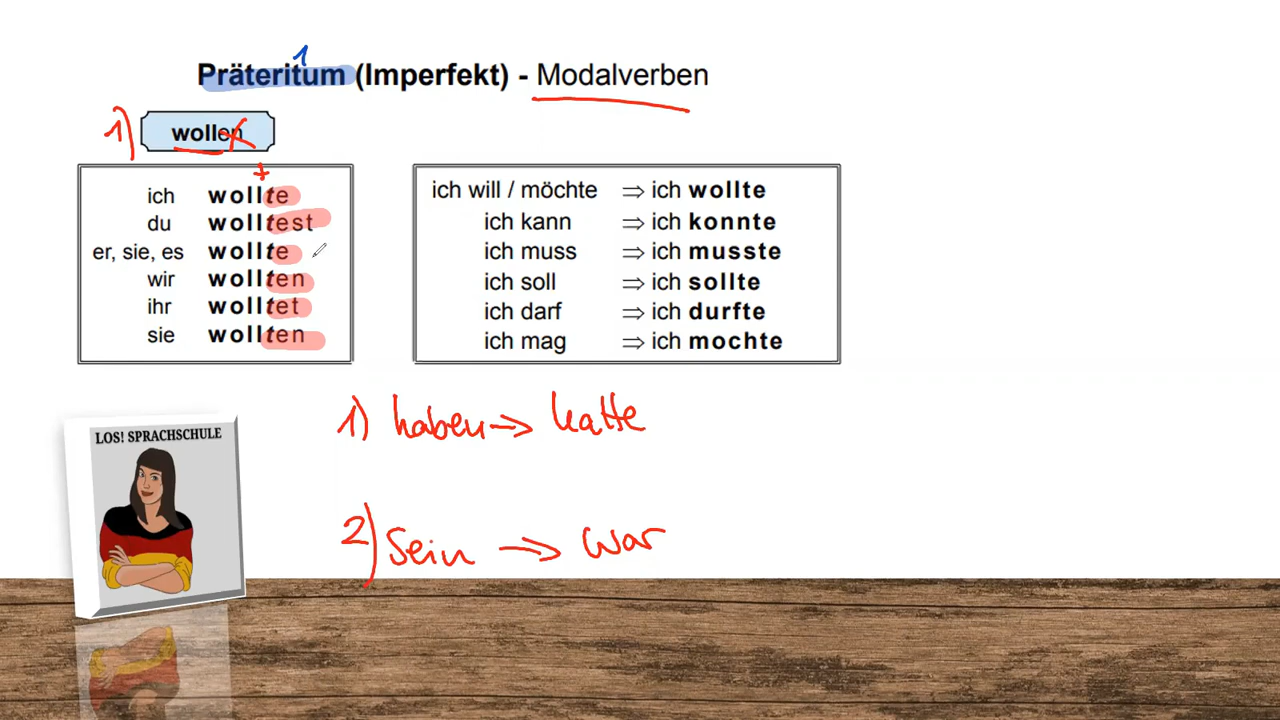 1
Präteritum (Imperfekt) - Modalverben
1) wollen
+
ich wollte
du wolltest
er, sie, es wollte
wir wollten
ihr wolltet
sie wollten
ich will / möchte ⇒ ich wollte
ich kann ⇒ ich konnte
ich muss ⇒ ich musste
ich soll ⇒ ich sollte
ich darf ⇒ ich durfte
ich mag ⇒ ich mochte
1) haben → hatte
LOS! SPRACHSCHULE
2) sein → war